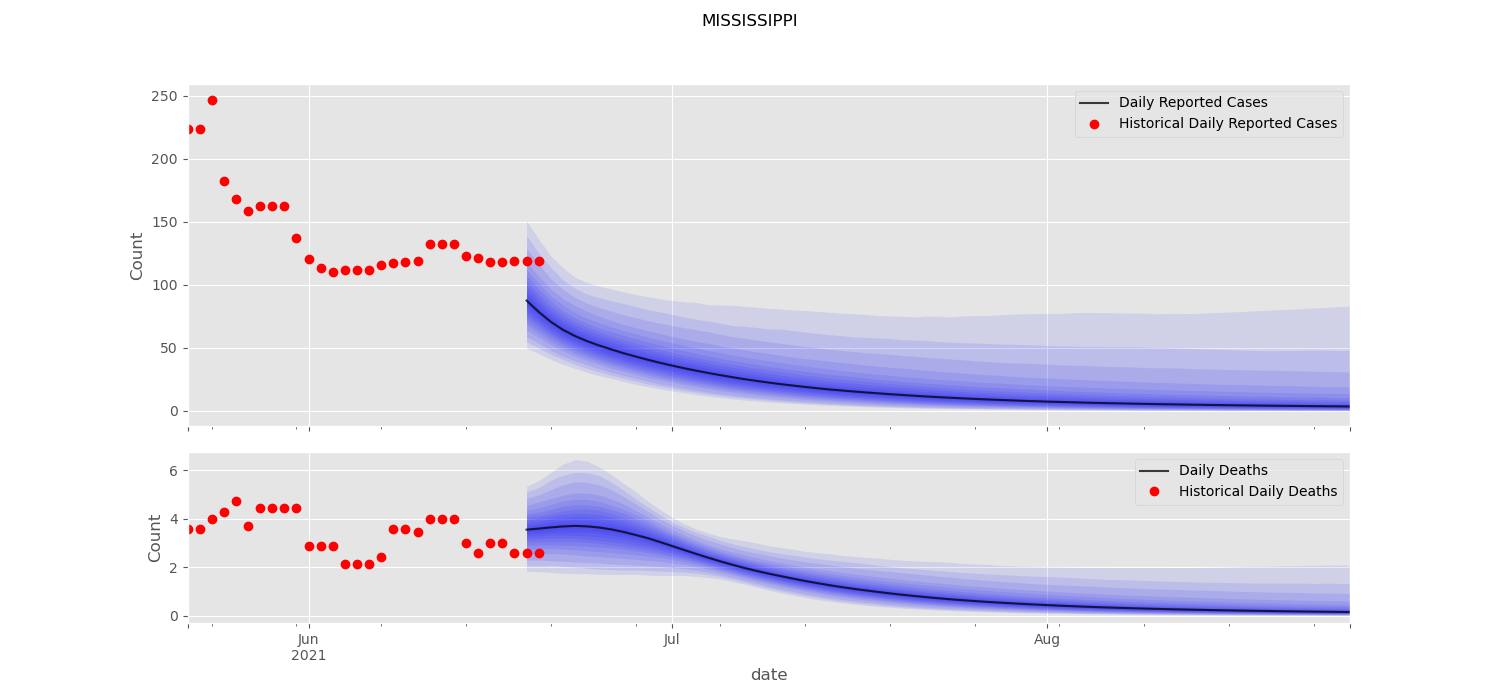 MISSISSIPPI
250
200
150
100
50
0
Count
Daily Reported Cases
Historical Daily Reported Cases
6
4
2
0
Count
Daily Deaths
Historical Daily Deaths
Jun
2021
Jul
Aug
date